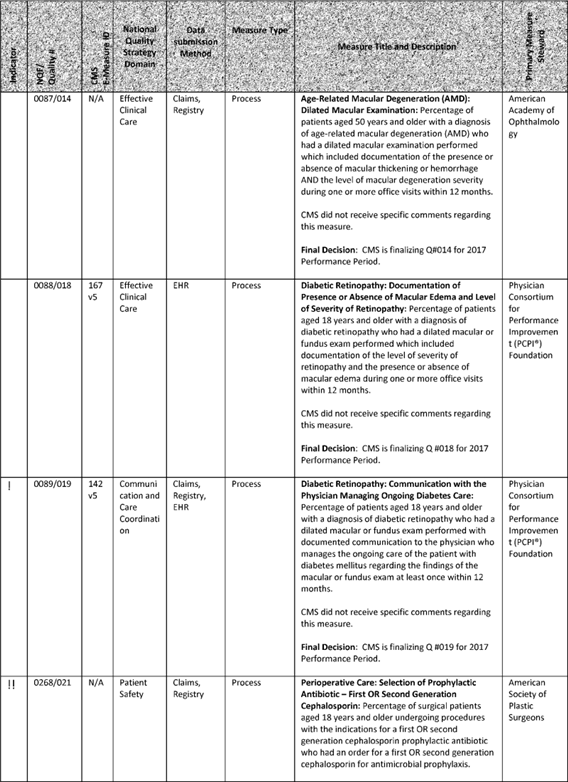 Indicator
NQF/
Quality #
CMS
E-Measure ID
National
Quality
Strategy
Domain
Data
submission
Method
Measure Type
Measure Title and Description
Primary Measure
Steward
0087/014
N/A
Effective
Clinical
Care
Claims,
Registry
Process
Age-Related Macular Degeneration (AMD):
Dilated Macular Examination: Percentage of
patients aged 50 years and older with a diagnosis
of age-related macular degeneration (AMD) who
had a dilated macular examination performed
which included documentation of the presence or
absence of macular thickening or hemorrhage
AND the level of macular degeneration severity
during one or more office visits within 12 months.
CMS did not receive specific comments regarding
this measure.
Final Decision: CMS is finalizing Q#014 for 2017
Performance Period.
American
Academy of
Ophthalmolo
gy
0088/018
167
v5
Effective
Clinical
Care
EHR
Process
Diabetic Retinopathy: Documentation of
Presence or Absence of Macular Edema and Level
of Severity of Retinopathy: Percentage of patients
aged 18 years and older with a diagnosis of
diabetic retinopathy who had a dilated macular or
fundus exam performed which included
documentation of the level of severity of
retinopathy and the presence or absence of
macular edema during one or more office visits
within 12 months.
CMS did not receive specific comments regarding
this measure.
Final Decision: CMS is finalizing Q #018 for 2017
Performance Period.
Physician
Consortium
for
Performance
Improvemen
t (PCPI®)
Foundation
!
0089/019
142
v5
Communi
cation and
Care
Coordinati
on
Claims,
Registry,
EHR
Process
Diabetic Retinopathy: Communication with the
Physician Managing Ongoing Diabetes Care:
Percentage of patients aged 18 years and older
with a diagnosis of diabetic retinopathy who had a
dilated macular or fundus exam performed with
documented communication to the physician who
manages the ongoing care of the patient with
diabetes mellitus regarding the findings of the
macular or fundus exam at least once within 12
months.
CMS did not receive specific comments regarding
this measure.
Final Decision: CMS is finalizing Q #019 for 2017
Performance Period.
Physician
Consortium
for
Performance
Improvemen
t (PCPI®)
Foundation
!!
0268/021
N/A
Patient
Safety
Claims,
Registry
Process
Perioperative Care: Selection of Prophylactic
Antibiotic – First OR Second Generation
Cephalosporin: Percentage of surgical patients
aged 18 years and older undergoing procedures
with the indications for a first OR second
generation cephalosporin prophylactic antibiotic
who had an order for a first OR second generation
cephalosporin for antimicrobial prophylaxis.
American
Society of
Plastic
Surgeons